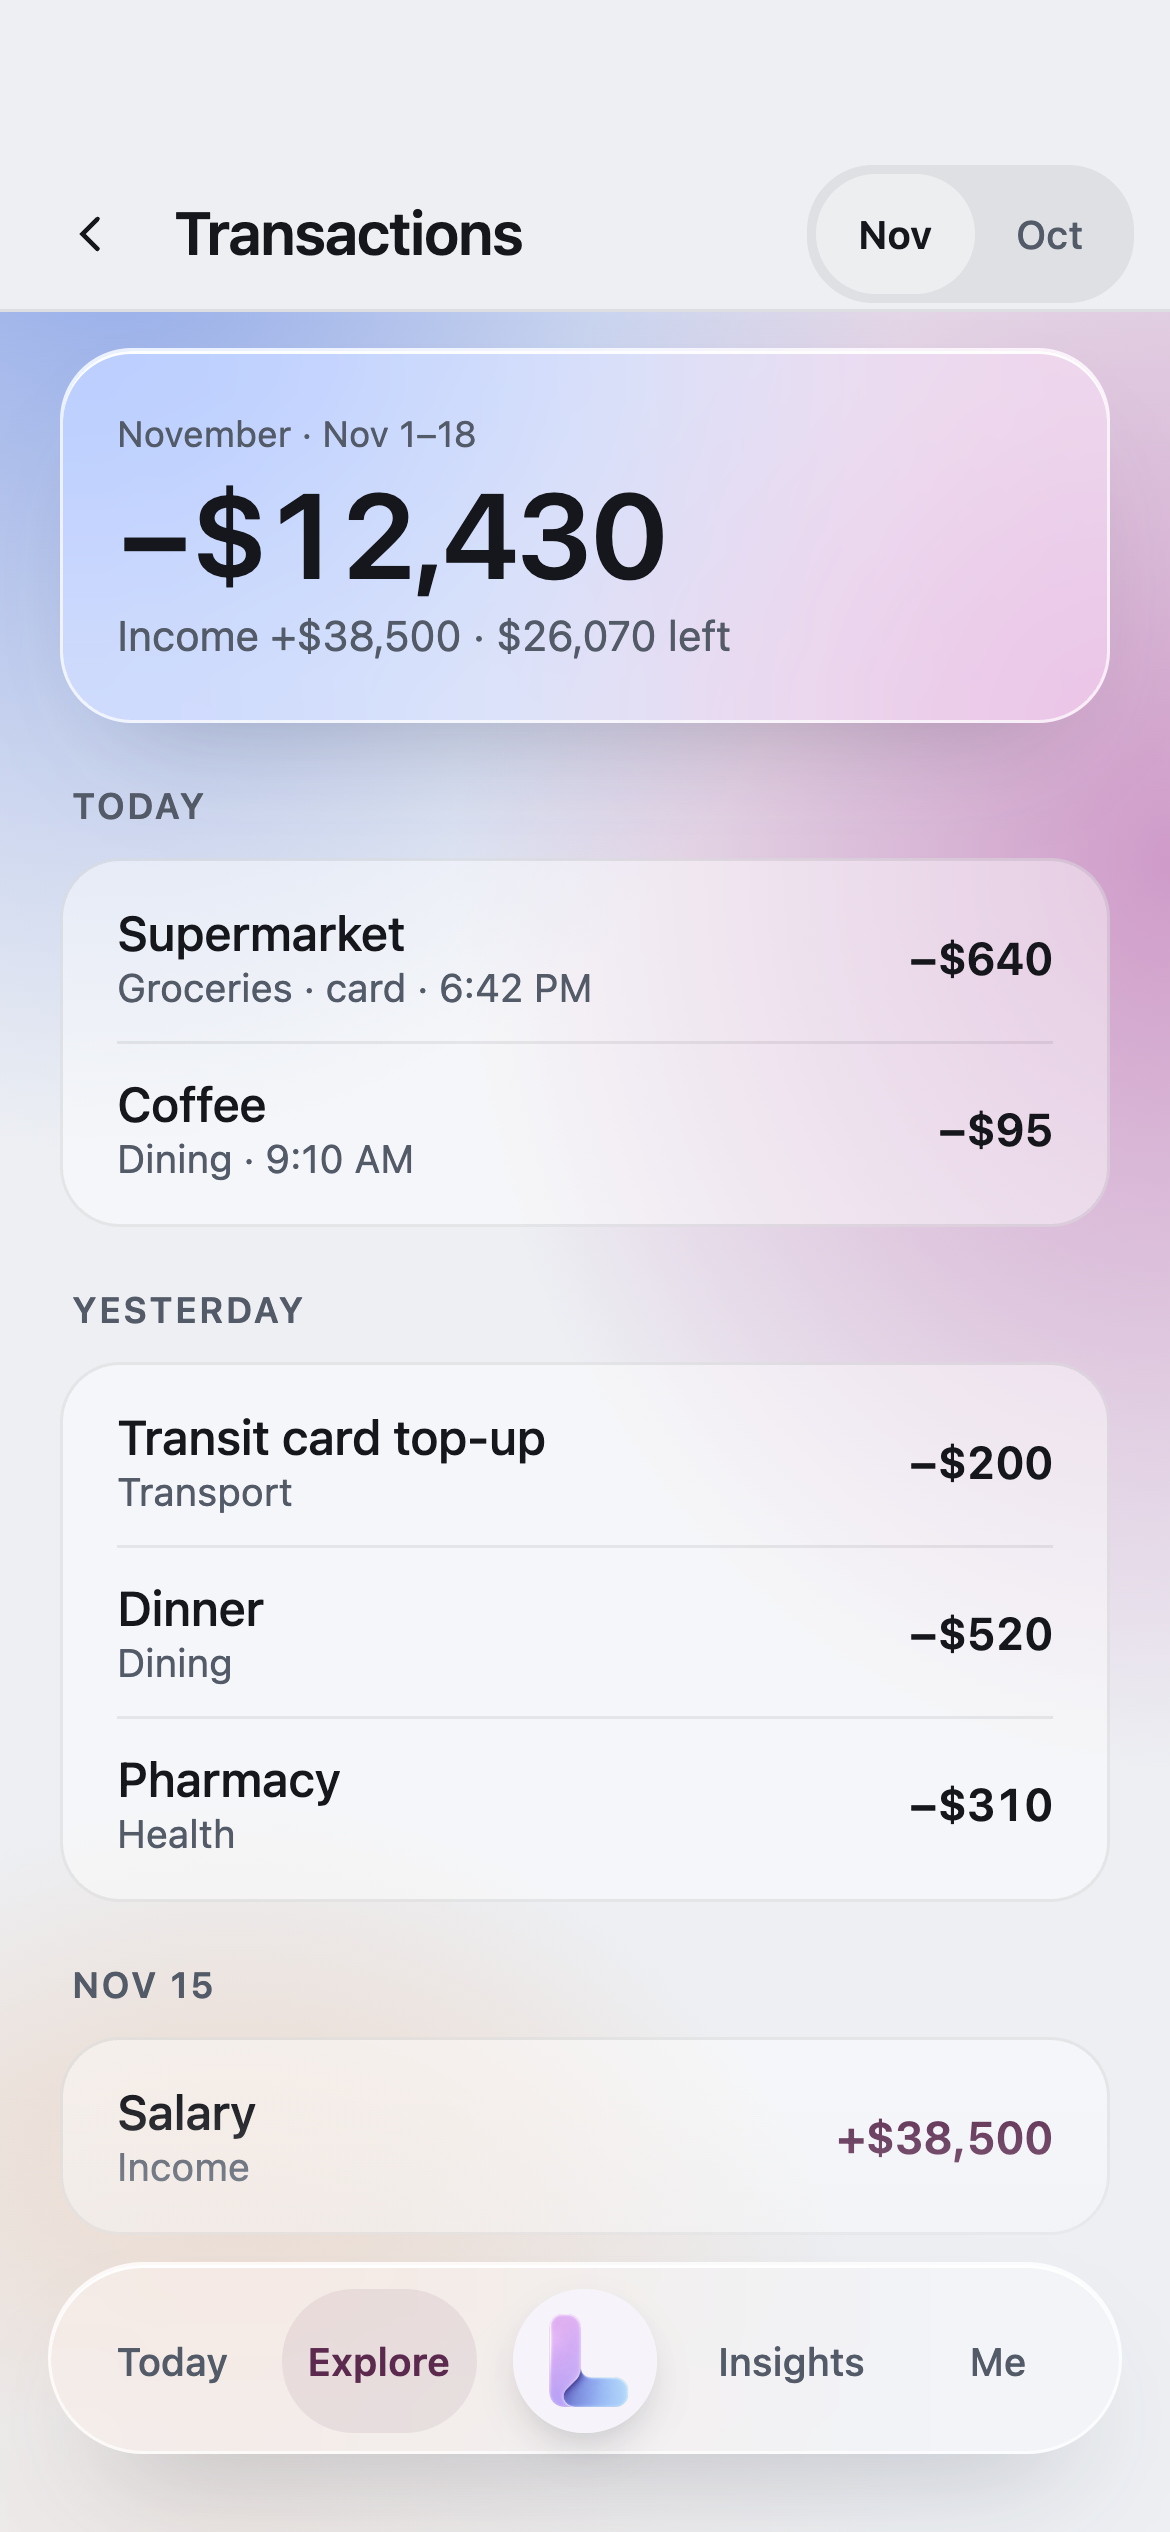 Transactions
Nov Oct
November · Nov 1–18
–$12,430
Income +$38,500 · $26,070 left
TODAY
Supermarket
Groceries · card · 6:42 PM
–$640
Coffee
Dining · 9:10 AM
–$95
YESTERDAY
Transit card top-up
Transport
–$200
Dinner
Dining
–$520
Pharmacy
Health
–$310
NOV 15
Salary
Income
+$38,500
Today Explore Insights Me